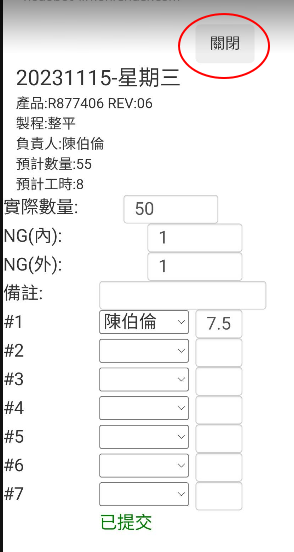 關閉
20231115-星期三
產品:R877406 REV:06
製程:整平
負責人:陳伯倫
預計數量:55
預計工時:8
實際數量: 50
NG(內): 1
NG(外): 1
備註:
#1 陳伯倫 7.5
#2
#3
#4
#5
#6
#7
已提交